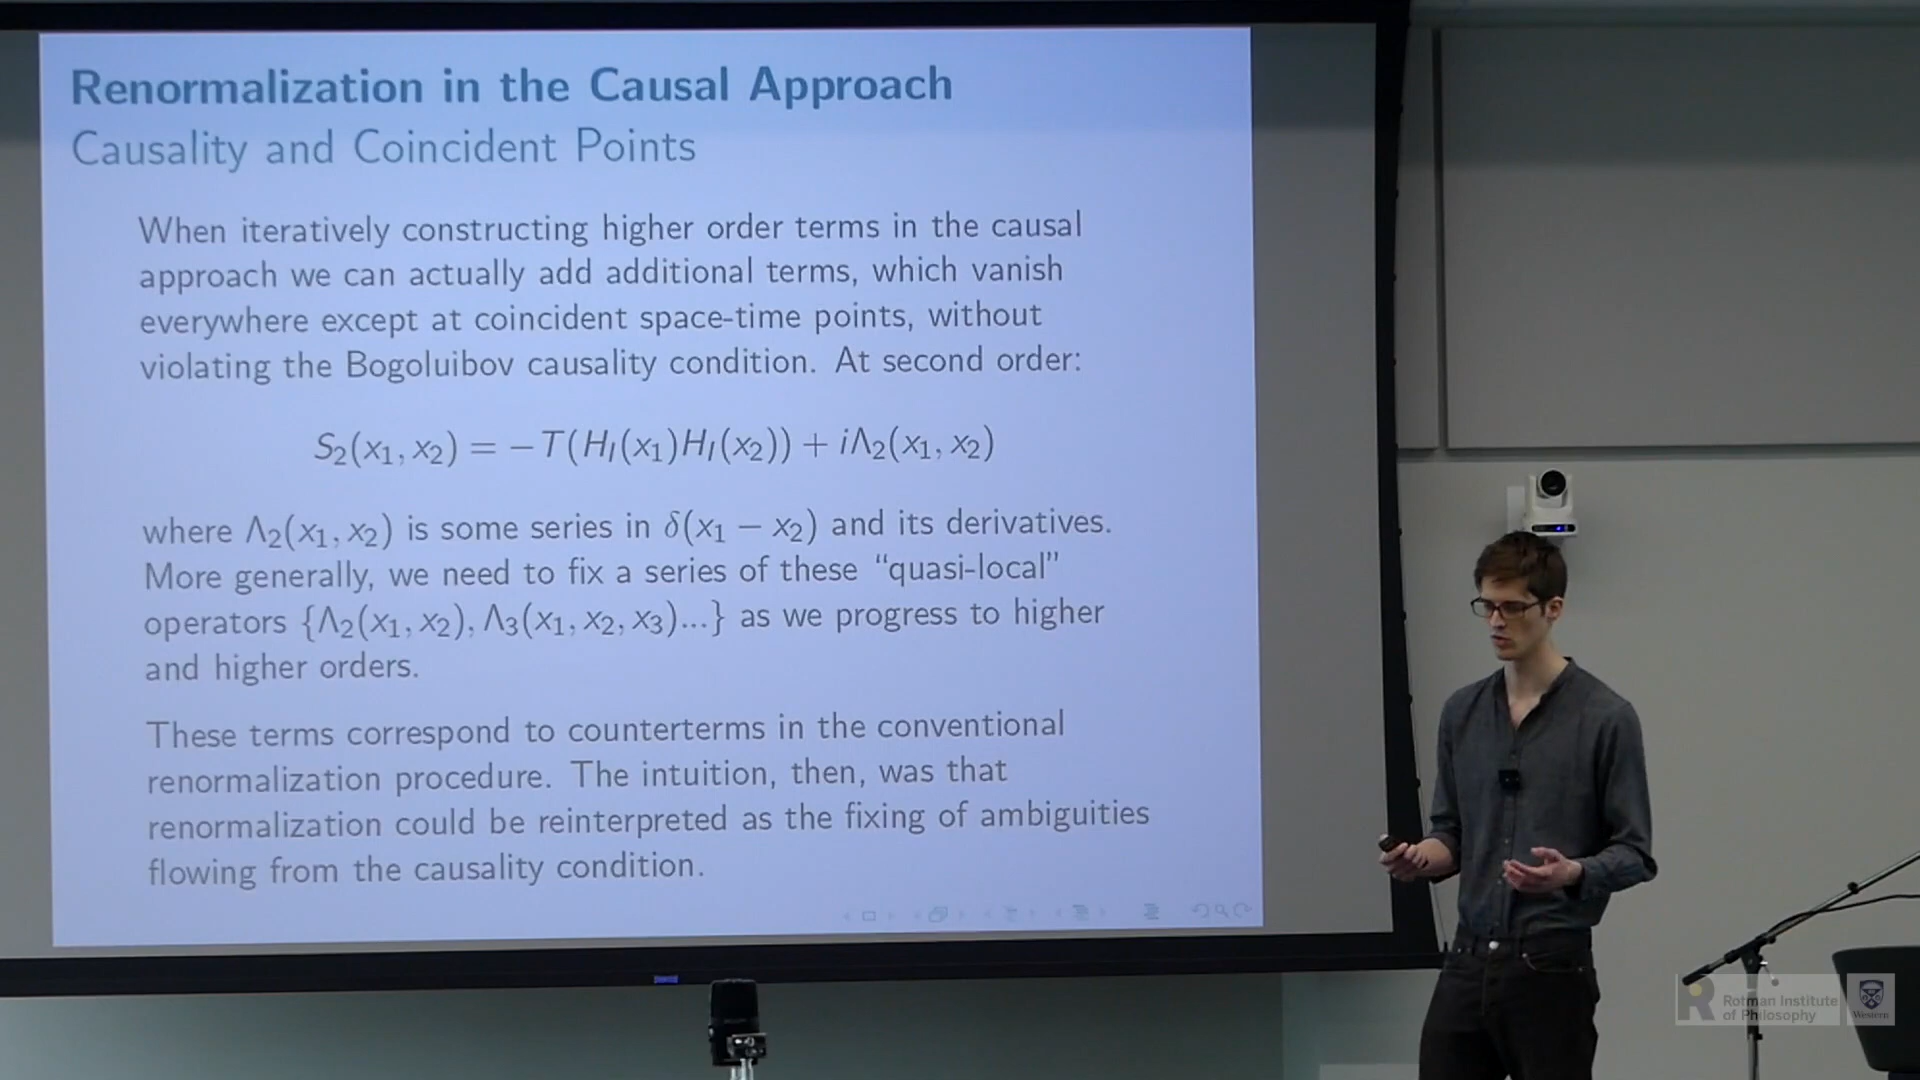 Renormalization in the Causal Approach
Causality and Coincident Points
When iteratively constructing higher order terms in the causal
approach we can actually add additional terms, which vanish
everywhere except at coincident space-time points, without
violating the Bogoluibov causality condition. At second order:
S₂(x₁, x₂) = −T(H_I(x₁)H_I(x₂)) + iΛ₂(x₁, x₂)
where Λ₂(x₁, x₂) is some series in δ(x₁ − x₂) and its derivatives.
More generally, we need to fix a series of these “quasi-local”
operators {Λ₂(x₁, x₂), Λ₃(x₁, x₂, x₃)...} as we progress to higher
and higher orders.
These terms correspond to counterterms in the conventional
renormalization procedure. The intuition, then, was that
renormalization could be reinterpreted as the fixing of ambiguities
flowing from the causality condition.
Rotman Institute
of Philosophy
Western